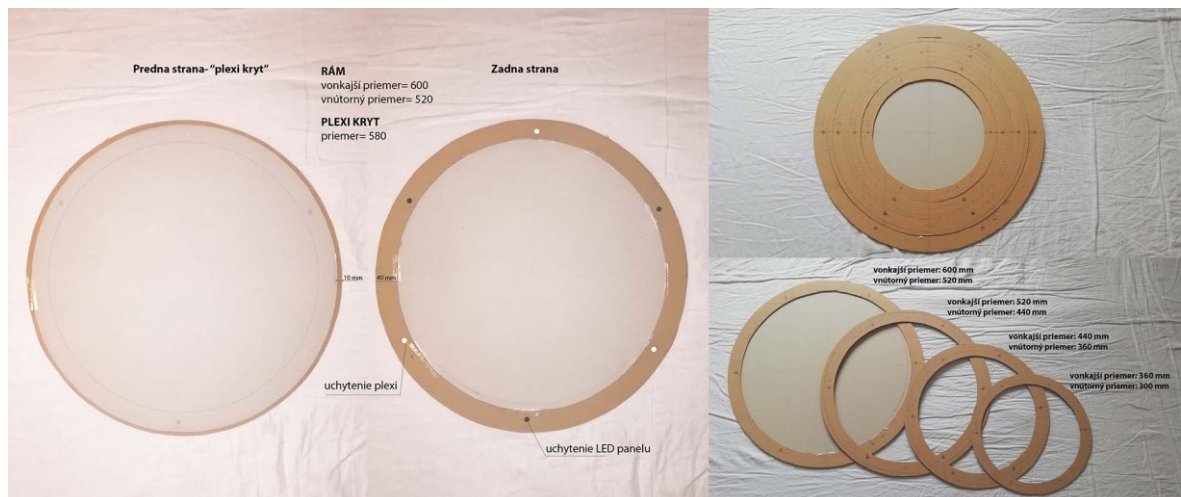 Predna strana- "plexi kryt"
RÁM
vonkajší priemer= 600
vnútorný priemer= 520
PLEXI KRYT
priemer= 580
Zadna strana
10 mm
40 mm
uchytenie plexi
uchytenie LED panelu
vonkajší priemer: 600 mm
vnútorný priemer: 520 mm
vonkajší priemer: 520 mm
vnútorný priemer: 440 mm
vonkajší priemer: 440 mm
vnútorný priemer: 360 mm
vonkajší priemer: 360 mm
vnútorný priemer: 300 mm